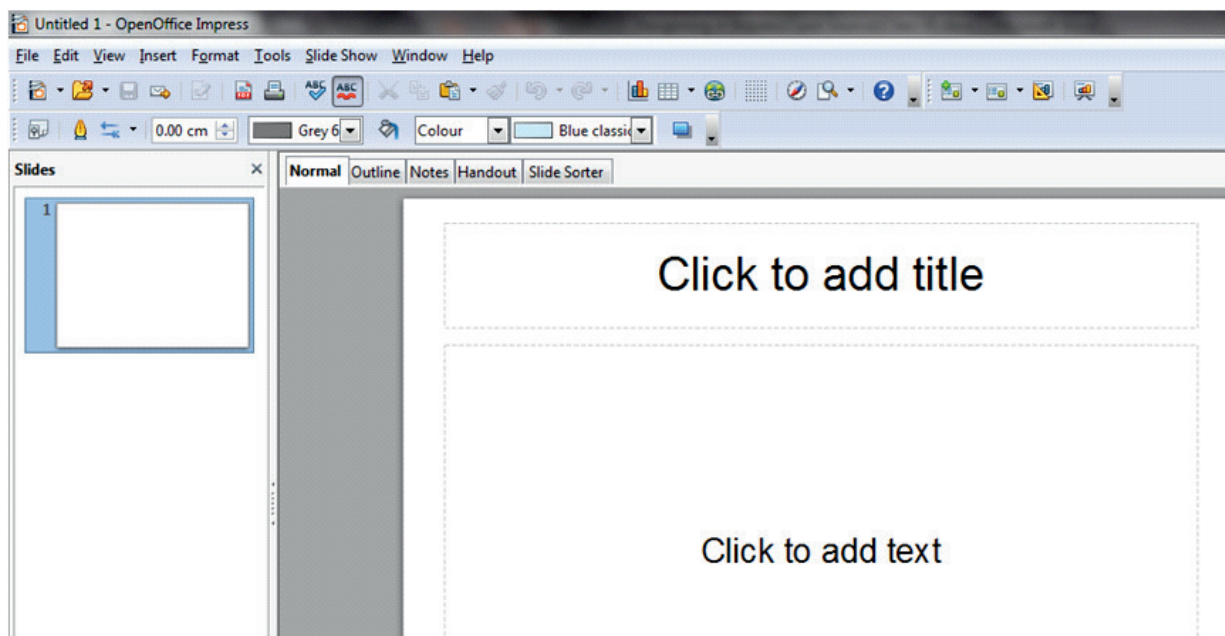 Untitled 1 - OpenOffice Impress
File Edit View Insert Format Tools Slide Show Window Help
ABC ABC
0.00 cm Grey 6 Colour Blue classic
Slides
Normal Outline Notes Handout Slide Sorter
1
Click to add title
Click to add text